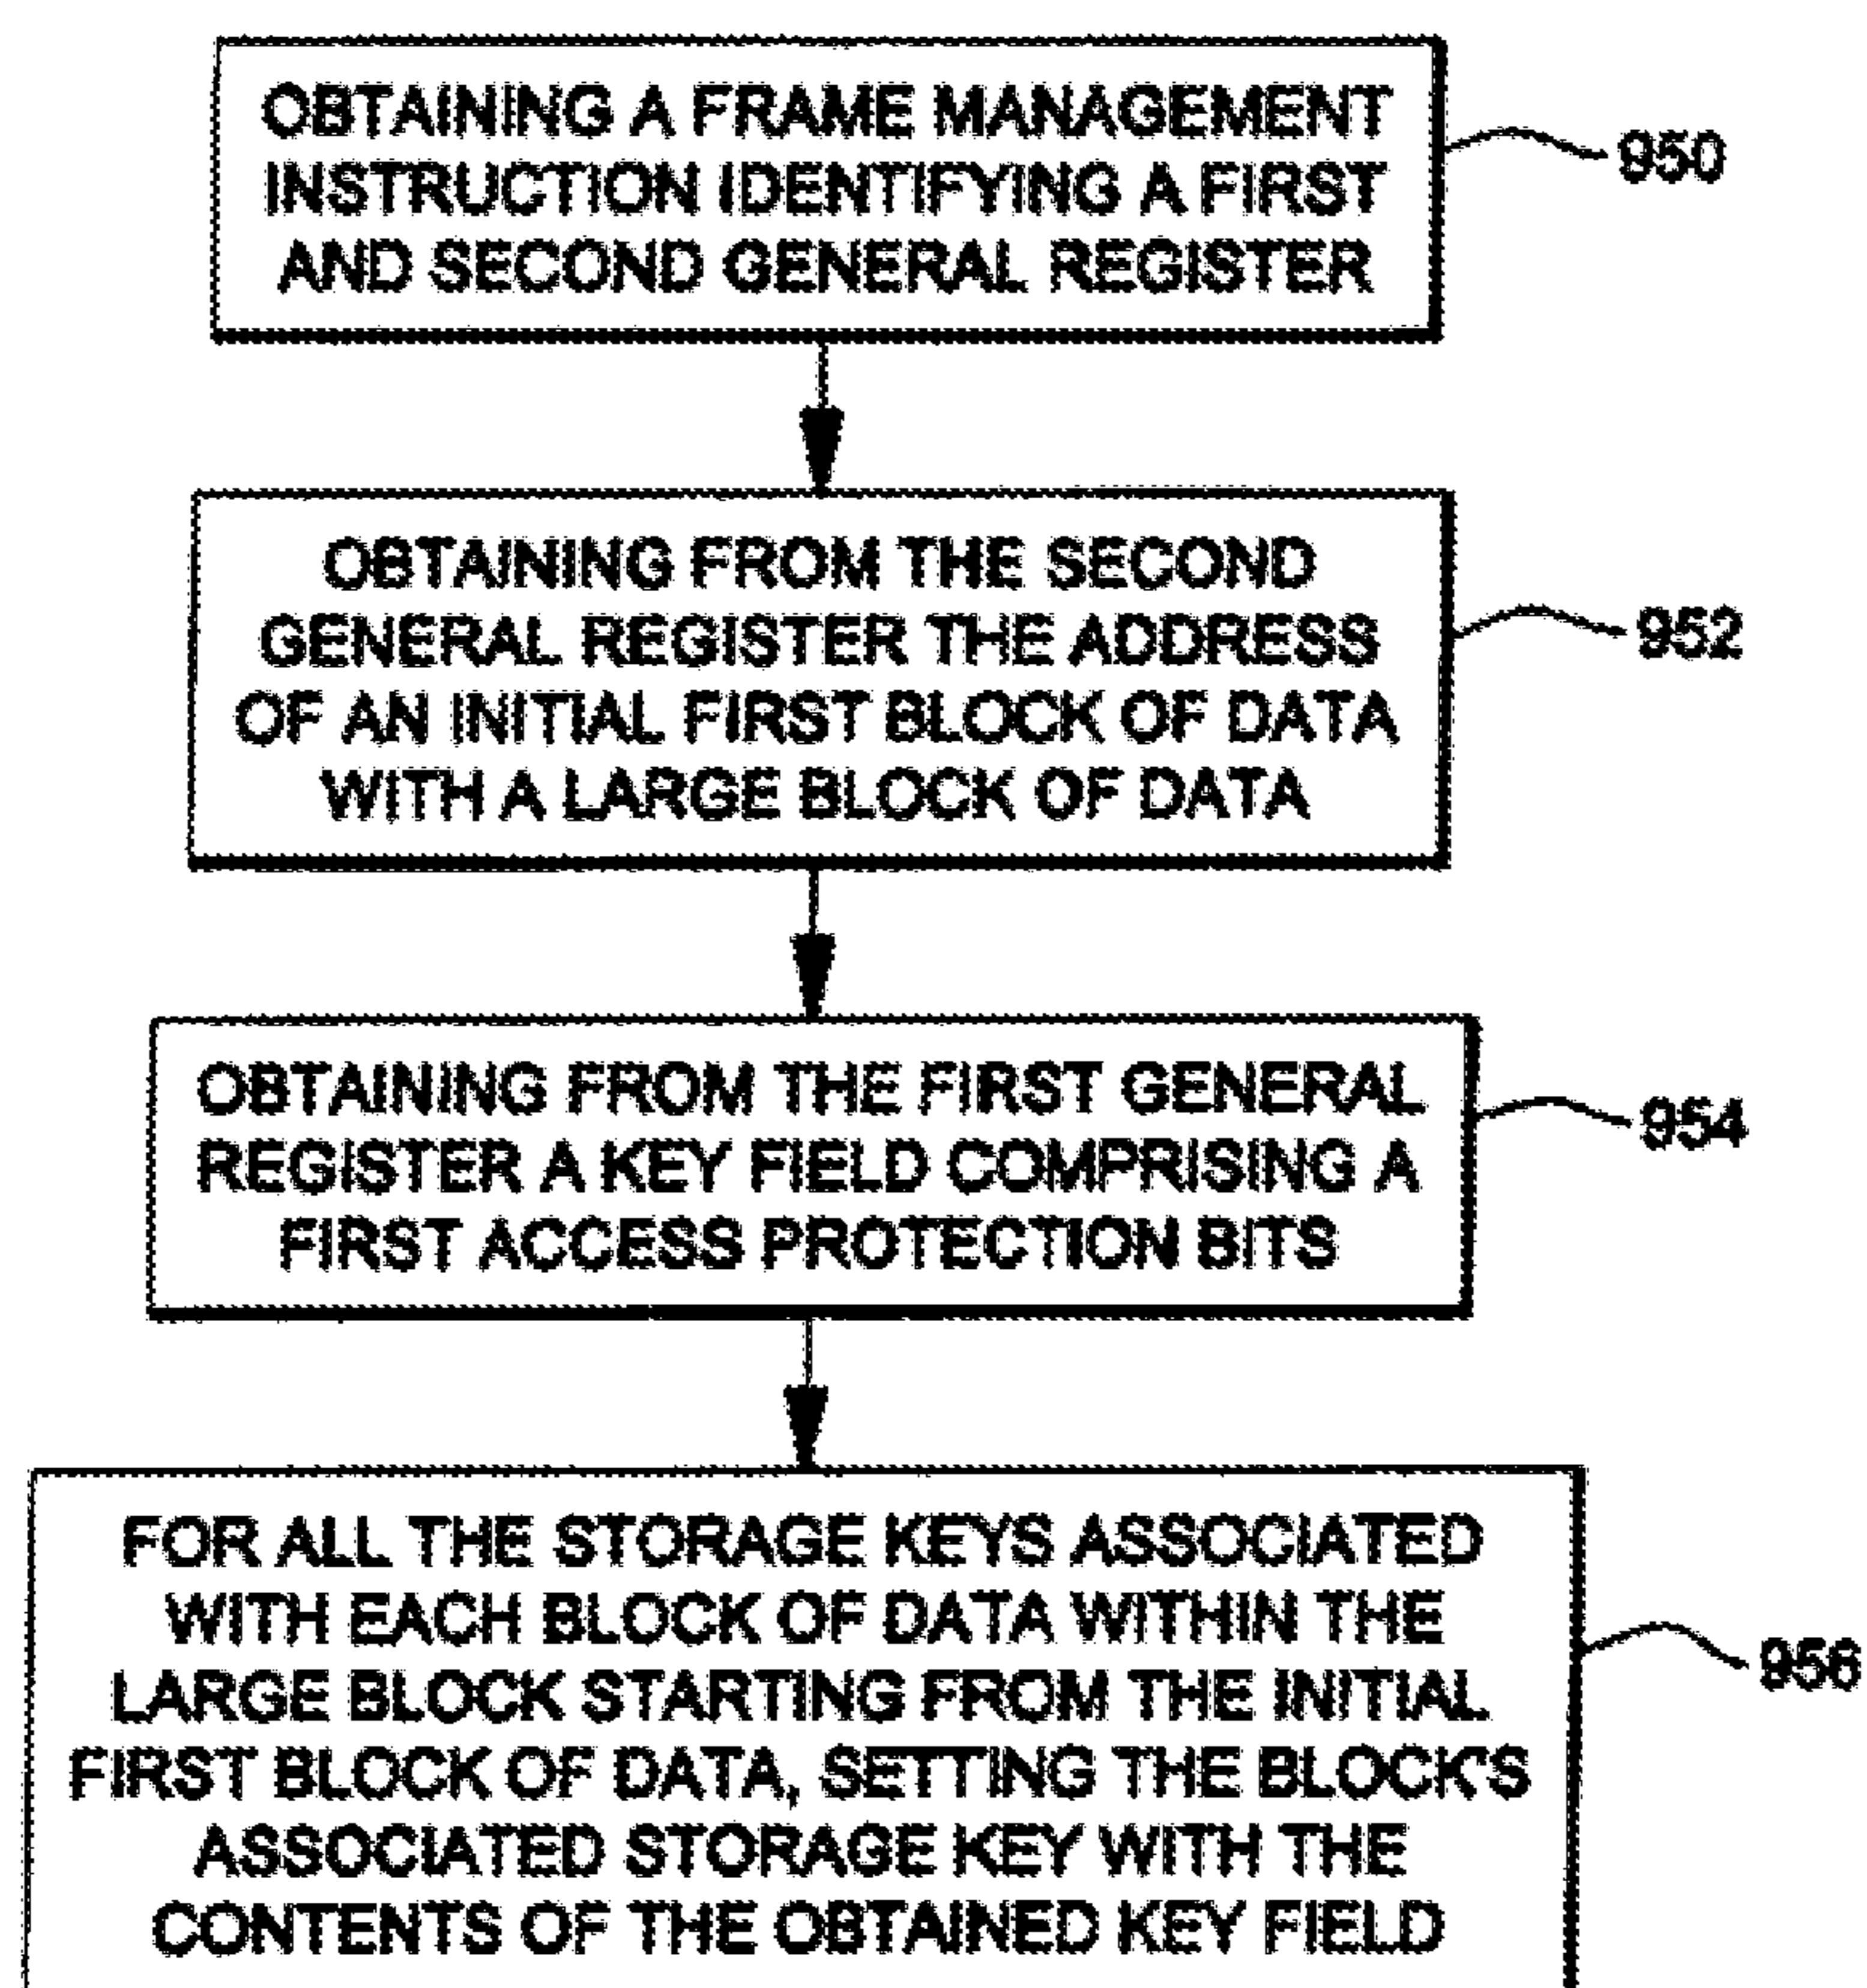 OBTAINING A FRAME MANAGEMENT
INSTRUCTION IDENTIFYING A FIRST
AND SECOND GENERAL REGISTER
950
OBTAINING FROM THE SECOND
GENERAL REGISTER THE ADDRESS
OF AN INITIAL FIRST BLOCK OF DATA
WITH A LARGE BLOCK OF DATA
952
OBTAINING FROM THE FIRST GENERAL
REGISTER A KEY FIELD COMPRISING A
FIRST ACCESS PROTECTION BITS
954
FOR ALL THE STORAGE KEYS ASSOCIATED
WITH EACH BLOCK OF DATA WITHIN THE
LARGE BLOCK STARTING FROM THE INITIAL
FIRST BLOCK OF DATA, SETTING THE BLOCK'S
ASSOCIATED STORAGE KEY WITH THE
CONTENTS OF THE OBTAINED KEY FIELD
956